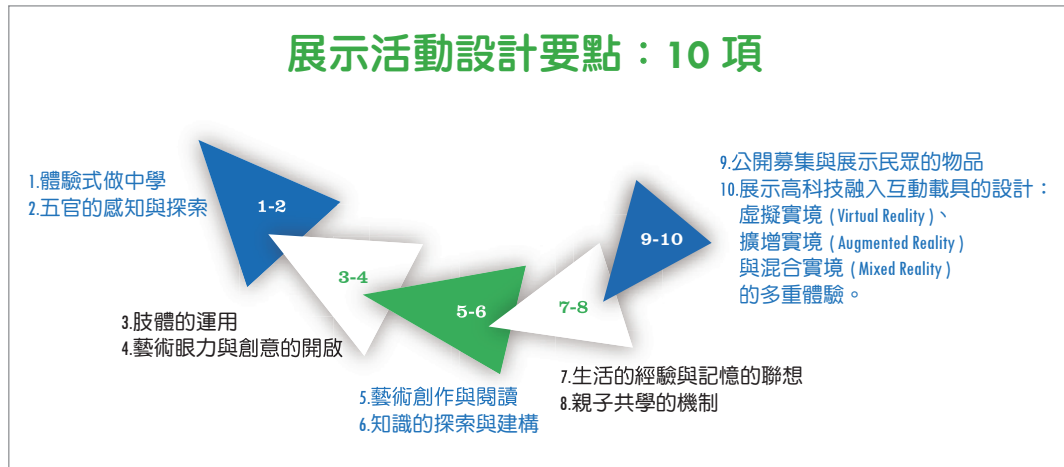 展示活動設計要點：10 項
1.體驗式做中學
2.五官的感知與探索
1-2
3-4
3.肢體的運用
4.藝術眼力與創意的開啟
5-6
5.藝術創作與閱讀
6.知識的探索與建構
7-8
7.生活的經驗與記憶的聯想
8.親子共學的機制
9-10
9.公開募集與展示民眾的物品
10.展示高科技融入互動載具的設計：
虛擬實境 ( Virtual Reality )、
擴增實境 ( Augmented Reality )
與混合實境 ( Mixed Reality )
的多重體驗。